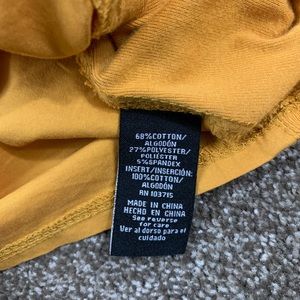 68%COTTON/
ALGODÓN
27%POLYESTER/
POLIÉSTER
5%SPANDEX
INSERT/INSERCIÓN:
100%COTTON/
ALGODÓN
RN 103715
MADE IN CHINA
HECHO EN CHINA
See reverse
for care
Ver al dorso para el
cuidado